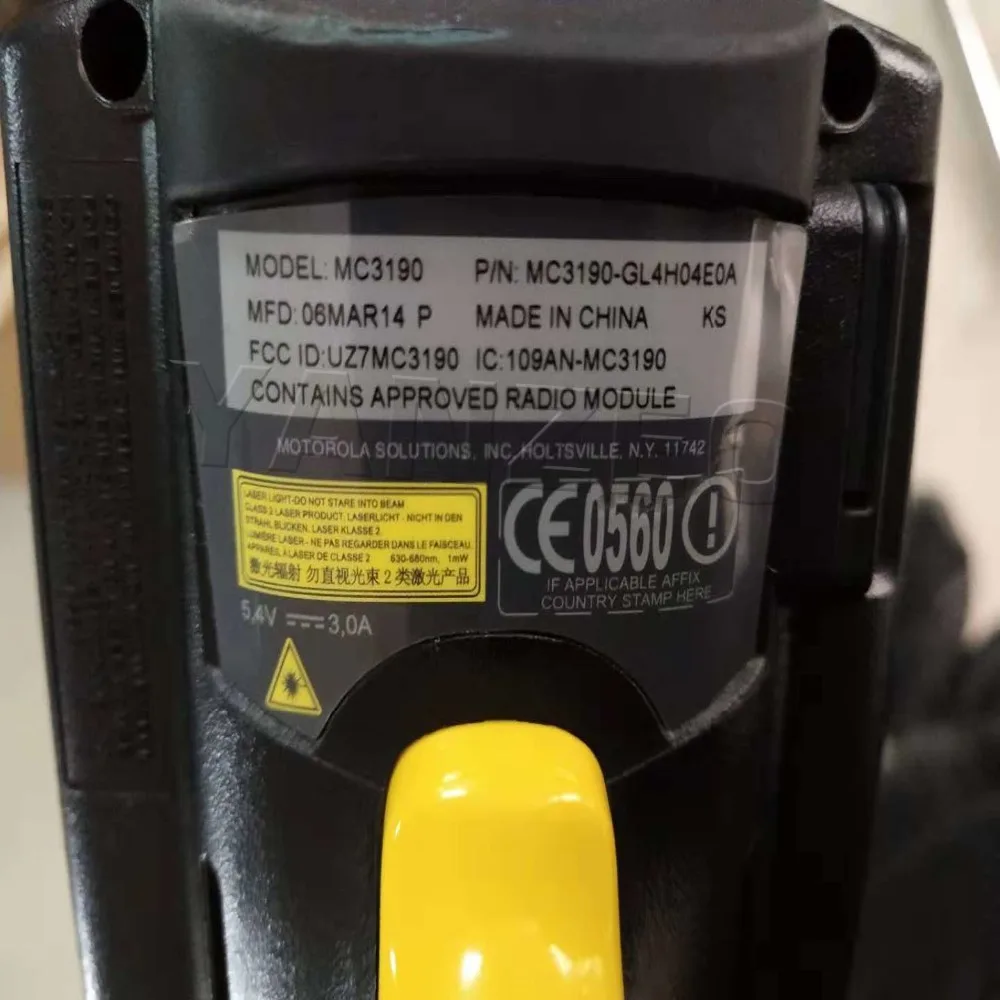 MODEL: MC3190 P/N: MC3190-GL4H04E0A
MFD: 06MAR14 P MADE IN CHINA KS
FCC ID:UZ7MC3190 IC:109AN-MC3190
CONTAINS APPROVED RADIO MODULE
YANZEO
MOTOROLA SOLUTIONS, INC. HOLTSVILLE, N.Y. 11742
LASER LIGHT-DO NOT STARE INTO BEAM
CLASS 2 LASER PRODUCT. LASERLICHT - NICHT IN DEN
STRAHL BLICKEN, LASER KLASSE 2.
LUMIÈRE LASER - NE PAS REGARDER DANS LE FAISCEAU,
APPAREIL A LASER DE CLASSE 2 630-680nm, 1mW
激光辐射 勿直视光束 2 类激光产品
CE0560 !
IF APPLICABLE AFFIX
COUNTRY STAMP HERE
5,4V 3,0A